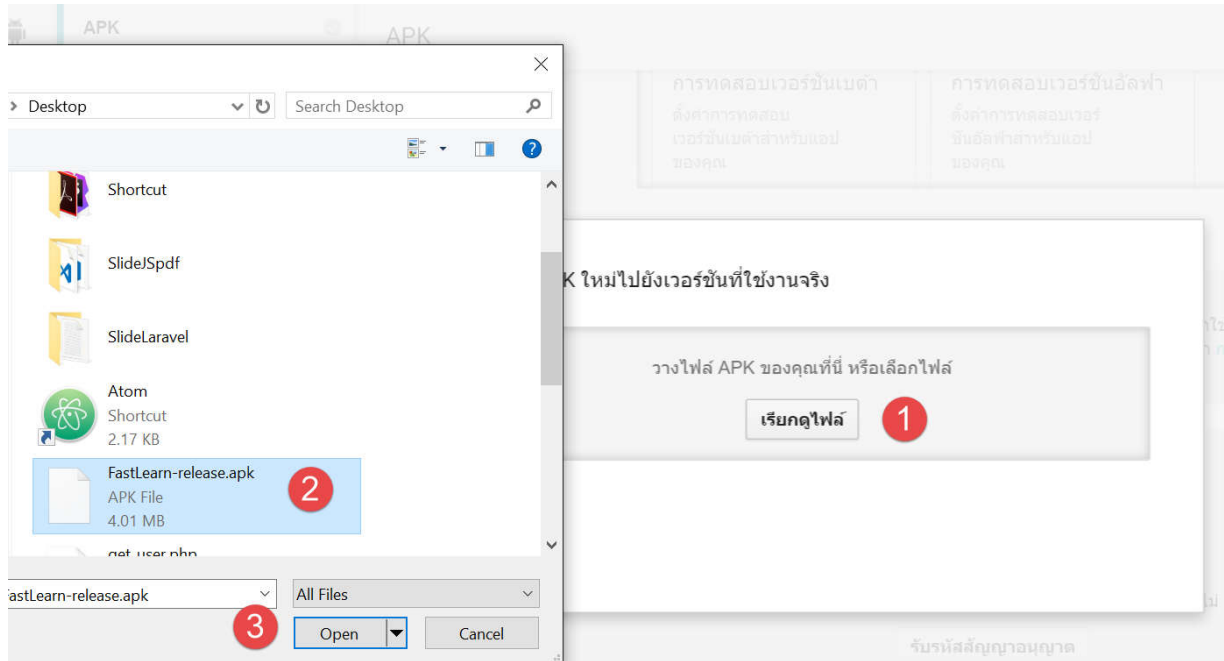 APK
APK
Desktop
Search Desktop
การทดสอบเวอร์ชันเบต้า
ตั้งค่าการทดสอบ
เวอร์ชันเบต้าสำหรับแอป
ของคุณ
การทดสอบเวอร์ชันอัลฟ่า
ตั้งค่าการทดสอบเวอร์
ชันอัลฟ่าสำหรับแอป
ของคุณ
Shortcut
SlideJSpdf
SlideLaravel
Atom
Shortcut
2.17 KB
FastLearn-release.apk
APK File
4.01 MB
2
get_user.php
FastLearn-release.apk
All Files
3
Open
Cancel
K ใหม่ไปยังเวอร์ชันที่ใช้งานจริง
วางไฟล์ APK ของคุณที่นี่ หรือเลือกไฟล์
เรียกดูไฟล์
1
รับรหัสสัญญาอนุญาต